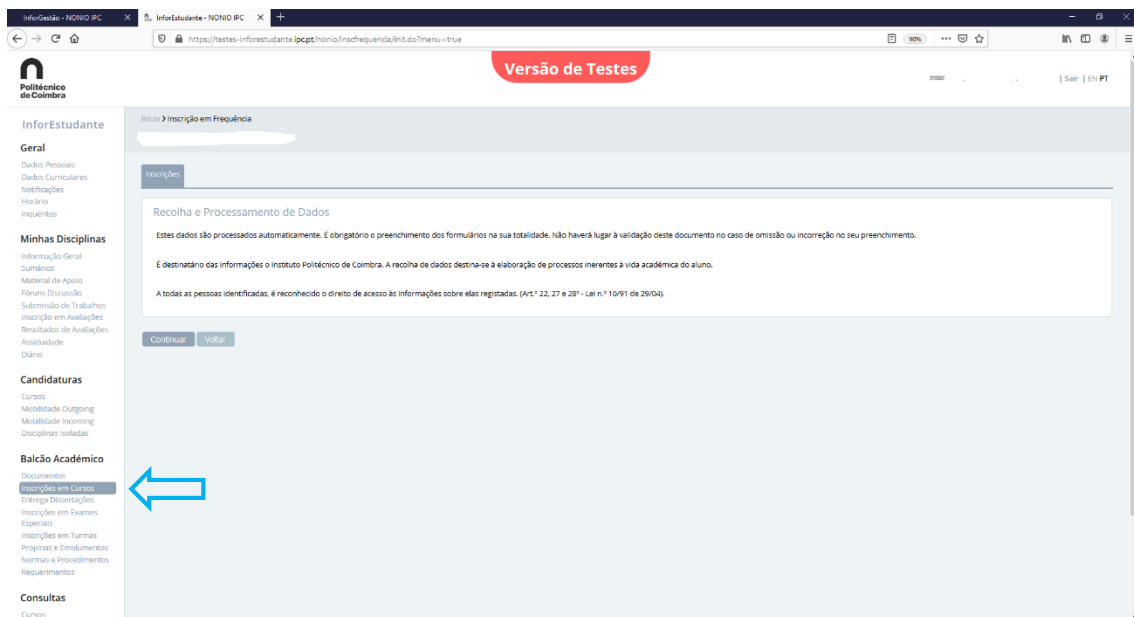 InforGestão - NONIO IPC
InforEstudante - NONIO IPC
https://testes-inforestudante.ipc.pt/nonio/inscfrequencia/init.do?menu=true
90%
Politécnico
de Coimbra
Versão de Testes
| Sair | EN PT
InforEstudante
Início > Inscrição em Frequência
Geral
Dados Pessoais
Dados Curriculares
Notificações
Horário
Inquéritos
Minhas Disciplinas
Informação Geral
Sumários
Material de Apoio
Fóruns Discussão
Submissão de Trabalhos
Inscrição em Avaliações
Resultados de Avaliações
Assiduidade
Diário
Candidaturas
Cursos
Mobilidade Outgoing
Mobilidade Incoming
Disciplinas Isoladas
Balcão Académico
Documentos
Inscrições em Cursos
Entrega Dissertações
Inscrições em Exames
Especiais
Inscrições em Turmas
Propinas e Emolumentos
Normas e Procedimentos
Requerimentos
Consultas
Cursos
Inscrições
Recolha e Processamento de Dados
Estes dados são processados automaticamente. É obrigatório o preenchimento dos formulários na sua totalidade. Não haverá lugar à validação deste documento no caso de omissão ou incorreção no seu preenchimento.
É destinatário das informações o Instituto Politécnico de Coimbra. A recolha de dados destina-se à elaboração de processos inerentes à vida académica do aluno.
A todas as pessoas identificadas, é reconhecido o direito de acesso às informações sobre elas registadas. (Art.º 22, 27 e 28º - Lei n.º 10/91 de 29/04).
Continuar
Voltar